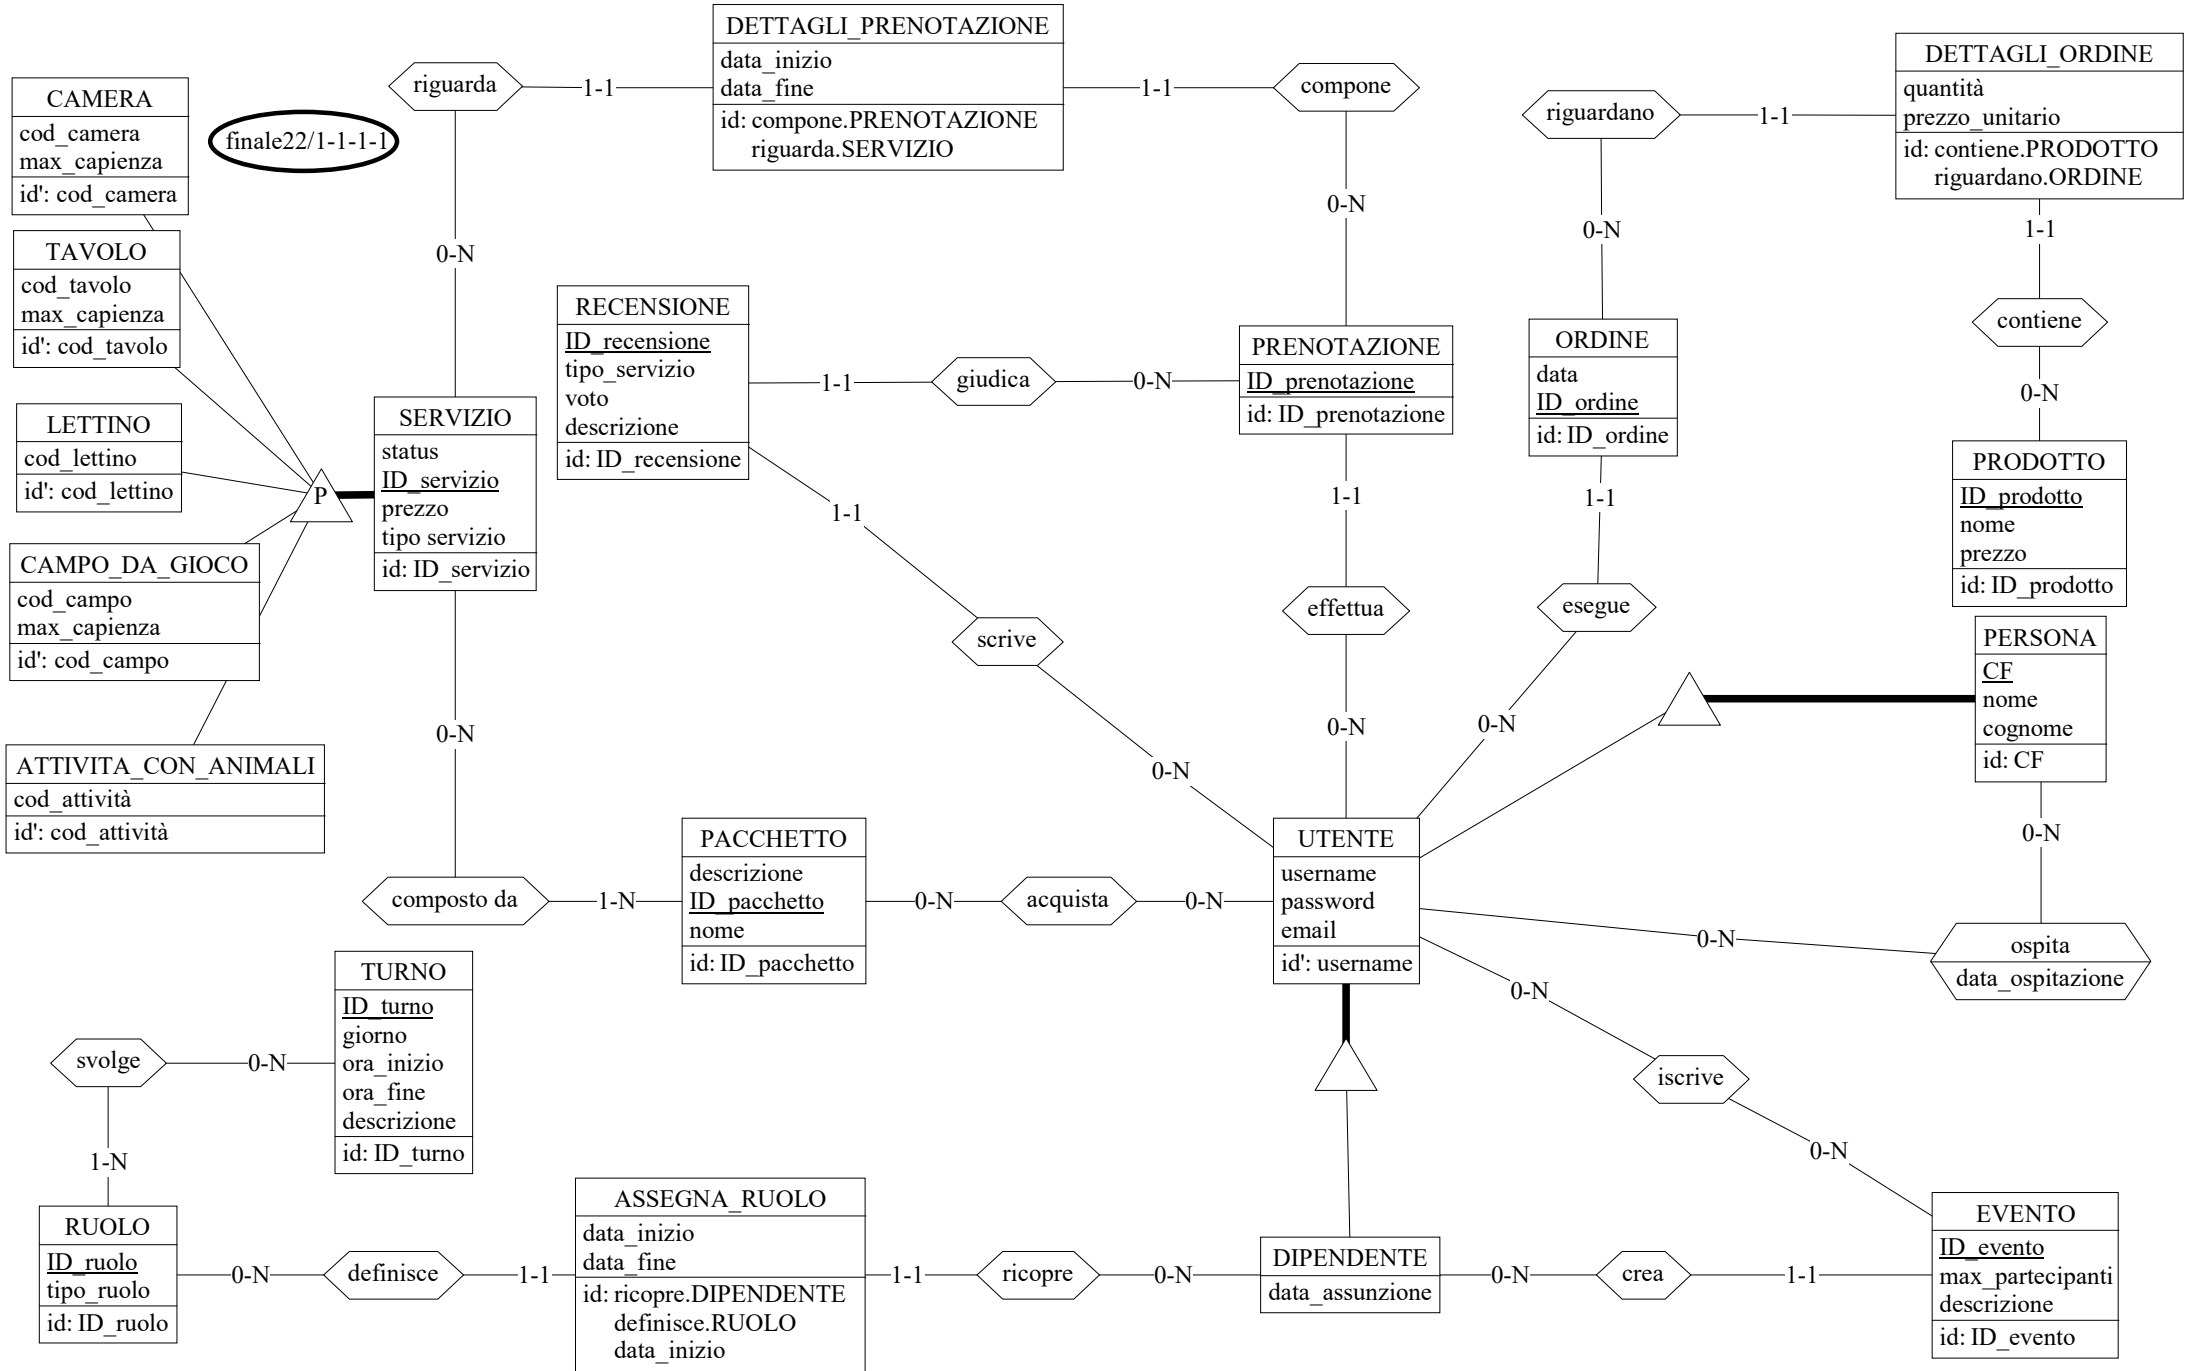 DETTAGLI_PRENOTAZIONE
data_inizio
data_fine
id: compone.PRENOTAZIONE
riguarda.SERVIZIO
riguarda
1-1
1-1
compone
DETTAGLI_ORDINE
quantità
prezzo_unitario
id: contiene.PRODOTTO
riguardano.ORDINE
riguardano
1-1
CAMERA
cod_camera
max_capienza
id': cod_camera
finale22/1-1-1-1
0-N
0-N
0-N
1-1
TAVOLO
cod_tavolo
max_capienza
id': cod_tavolo
RECENSIONE
ID_recensione
tipo_servizio
voto
descrizione
id: ID_recensione
1-1
giudica
0-N
PRENOTAZIONE
ID_prenotazione
id: ID_prenotazione
ORDINE
data
ID_ordine
id: ID_ordine
contiene
0-N
LETTINO
cod_lettino
id': cod_lettino
P
SERVIZIO
status
ID_servizio
prezzo
tipo servizio
id: ID_servizio
PRODOTTO
ID_prodotto
nome
prezzo
id: ID_prodotto
1-1
1-1
1-1
CAMPO_DA_GIOCO
cod_campo
max_capienza
id': cod_campo
scrive
effettua
esegue
PERSONA
CF
nome
cognome
id: CF
0-N
0-N
0-N
0-N
ATTIVITA_CON_ANIMALI
cod_attività
id': cod_attività
0-N
composto da
1-N
PACCHETTO
descrizione
ID_pacchetto
nome
id: ID_pacchetto
0-N
acquista
0-N
UTENTE
username
password
email
id': username
0-N
ospita
data_ospitazione
0-N
TURNO
ID_turno
giorno
ora_inizio
ora_fine
descrizione
id: ID_turno
svolge
0-N
iscrive
1-N
0-N
RUOLO
ID_ruolo
tipo_ruolo
id: ID_ruolo
0-N
definisce
1-1
ASSEGNA_RUOLO
data_inizio
data_fine
id: ricopre.DIPENDENTE
definisce.RUOLO
data_inizio
1-1
ricopre
0-N
DIPENDENTE
data_assunzione
0-N
crea
1-1
EVENTO
ID_evento
max_partecipanti
descrizione
id: ID_evento